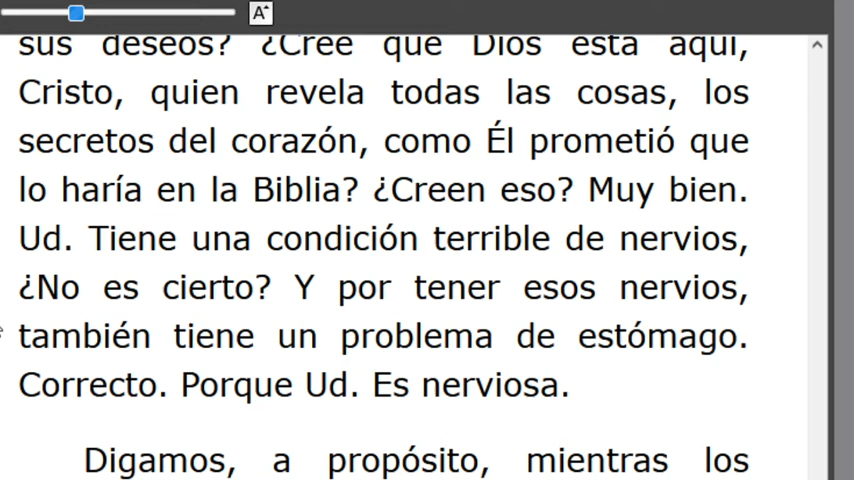 A
sus deseos? ¿Cree que Dios está aquí,
Cristo, quien revela todas las cosas, los
secretos del corazón, como Él prometió que
lo haría en la Biblia? ¿Creen eso? Muy bien.
Ud. Tiene una condición terrible de nervios,
¿No es cierto? Y por tener esos nervios,
también tiene un problema de estómago.
Correcto. Porque Ud. Es nerviosa.
Digamos, a propósito, mientras los